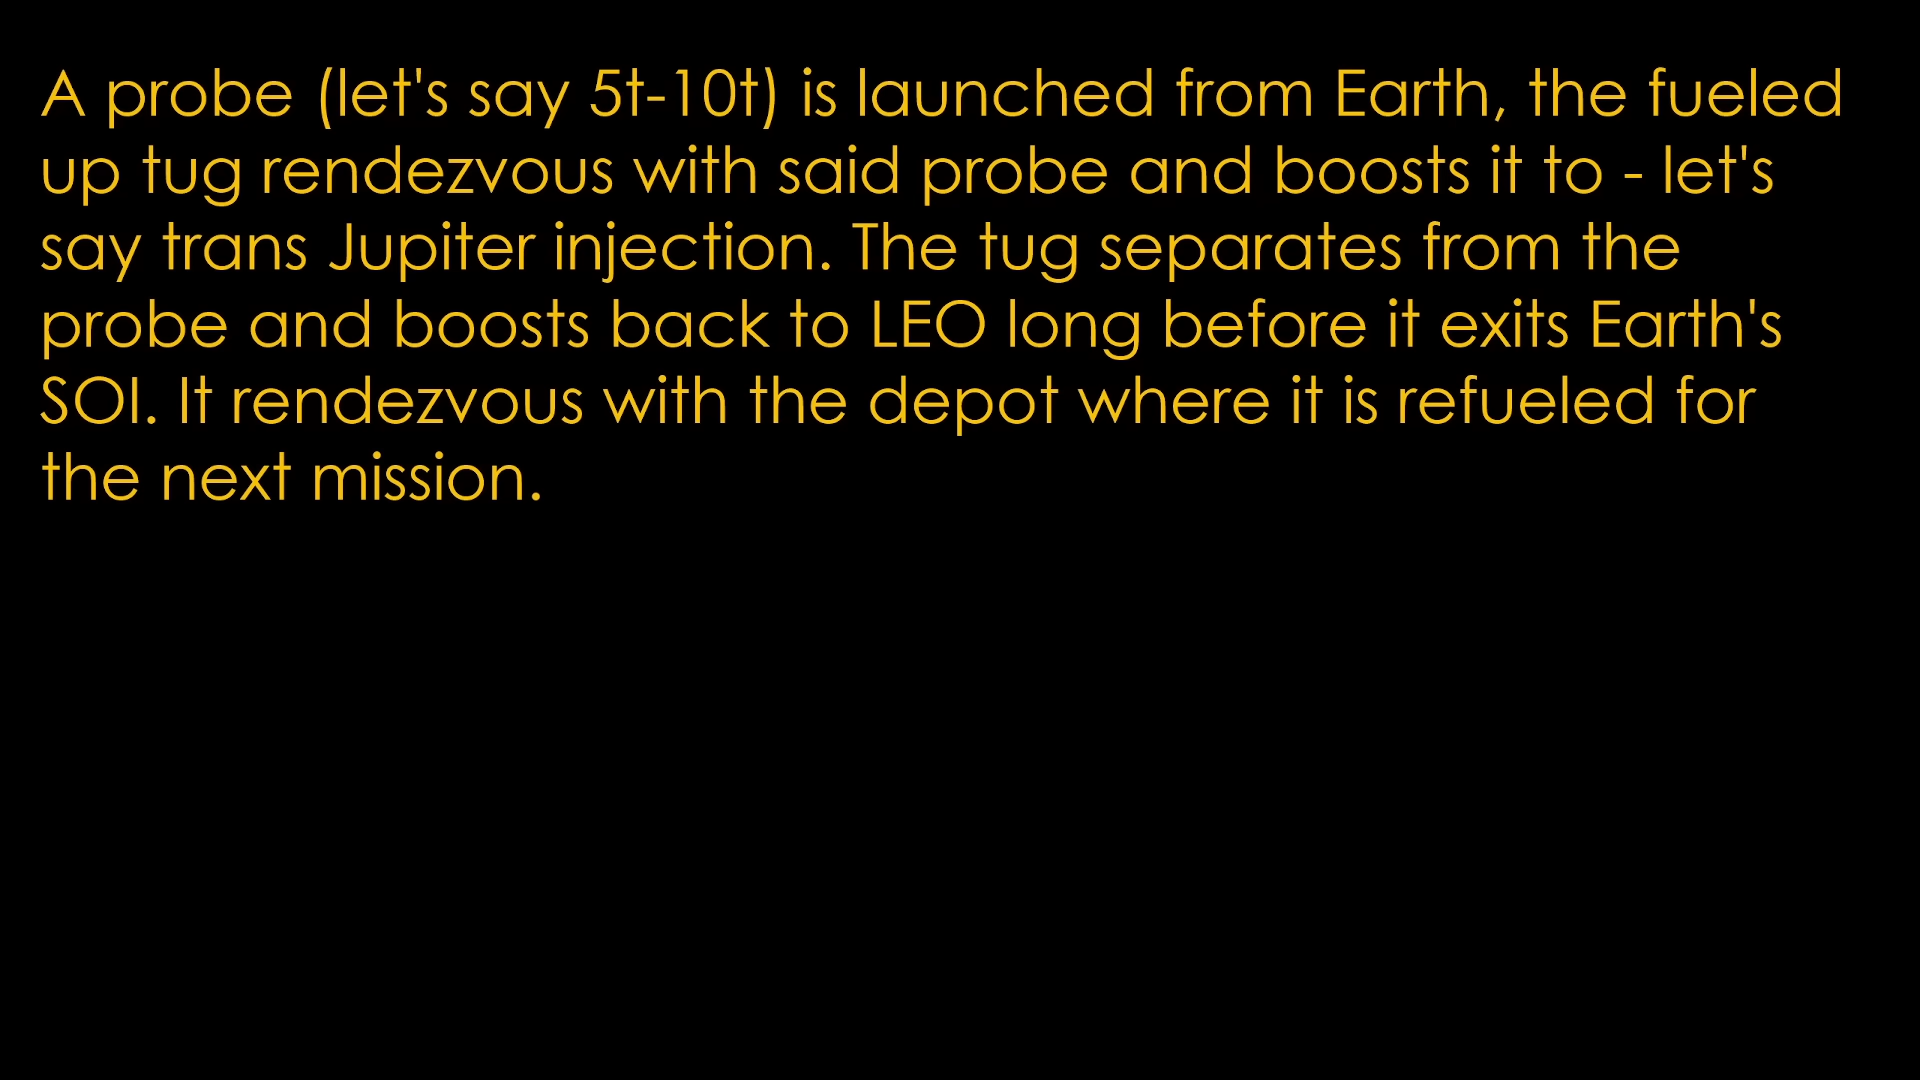 A probe (let's say 5t-10t) is launched from Earth, the fueled
up tug rendezvous with said probe and boosts it to - let's
say trans Jupiter injection. The tug separates from the
probe and boosts back to LEO long before it exits Earth's
SOI. It rendezvous with the depot where it is refueled for
the next mission.